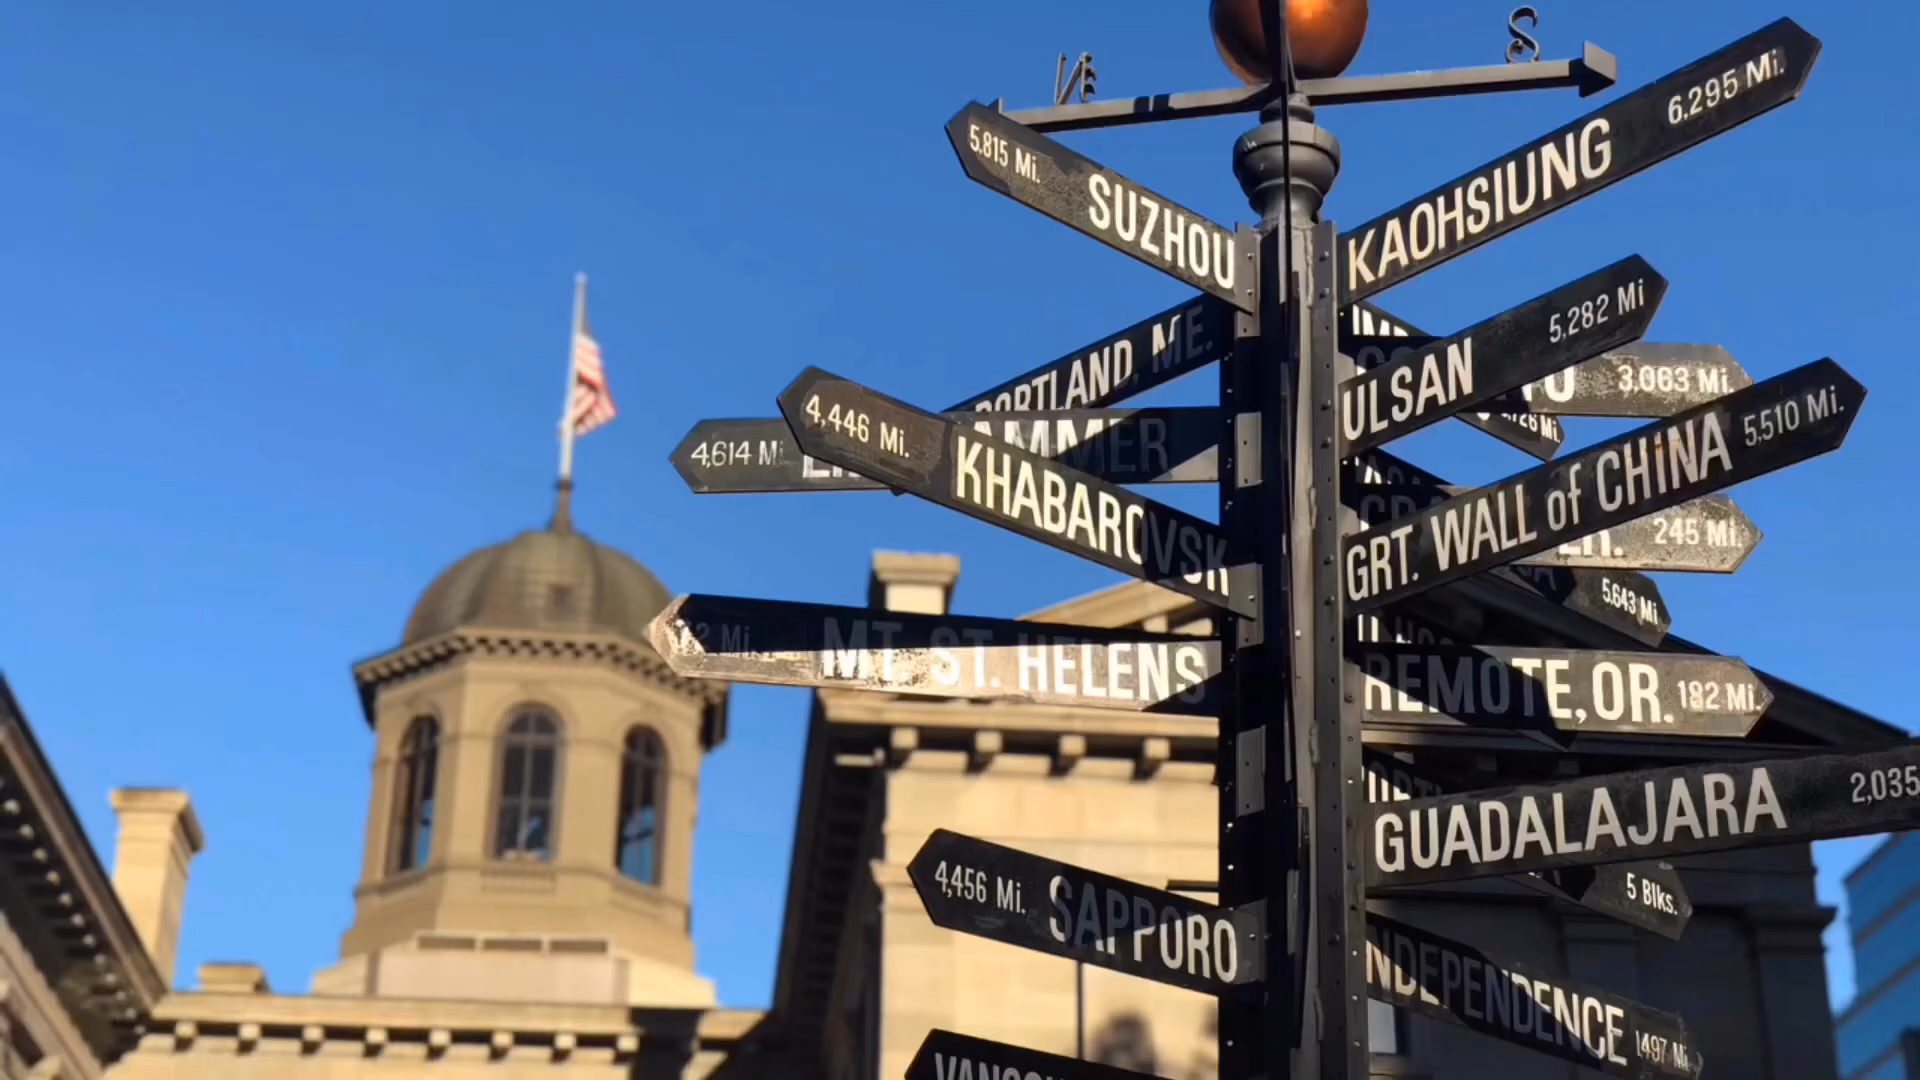 N
S
6.295 Mi.
5,815 Mi.
SUZHOU
KAOHSIUNG
5,282 Mi
ULSAN
PORTLAND, ME.
3,063 Mi.
4,446 Mi.
KHABAROVSK
4,614 Mi
GRT. WALL of CHINA 5,510 Mi.
245 Mi.
5,643 Mi
MT. ST. HELENS
REMOTE, OR. 182 Mi.
GUADALAJARA 2,035
5 Blks.
4,456 Mi. SAPPORO
1497 Mi.